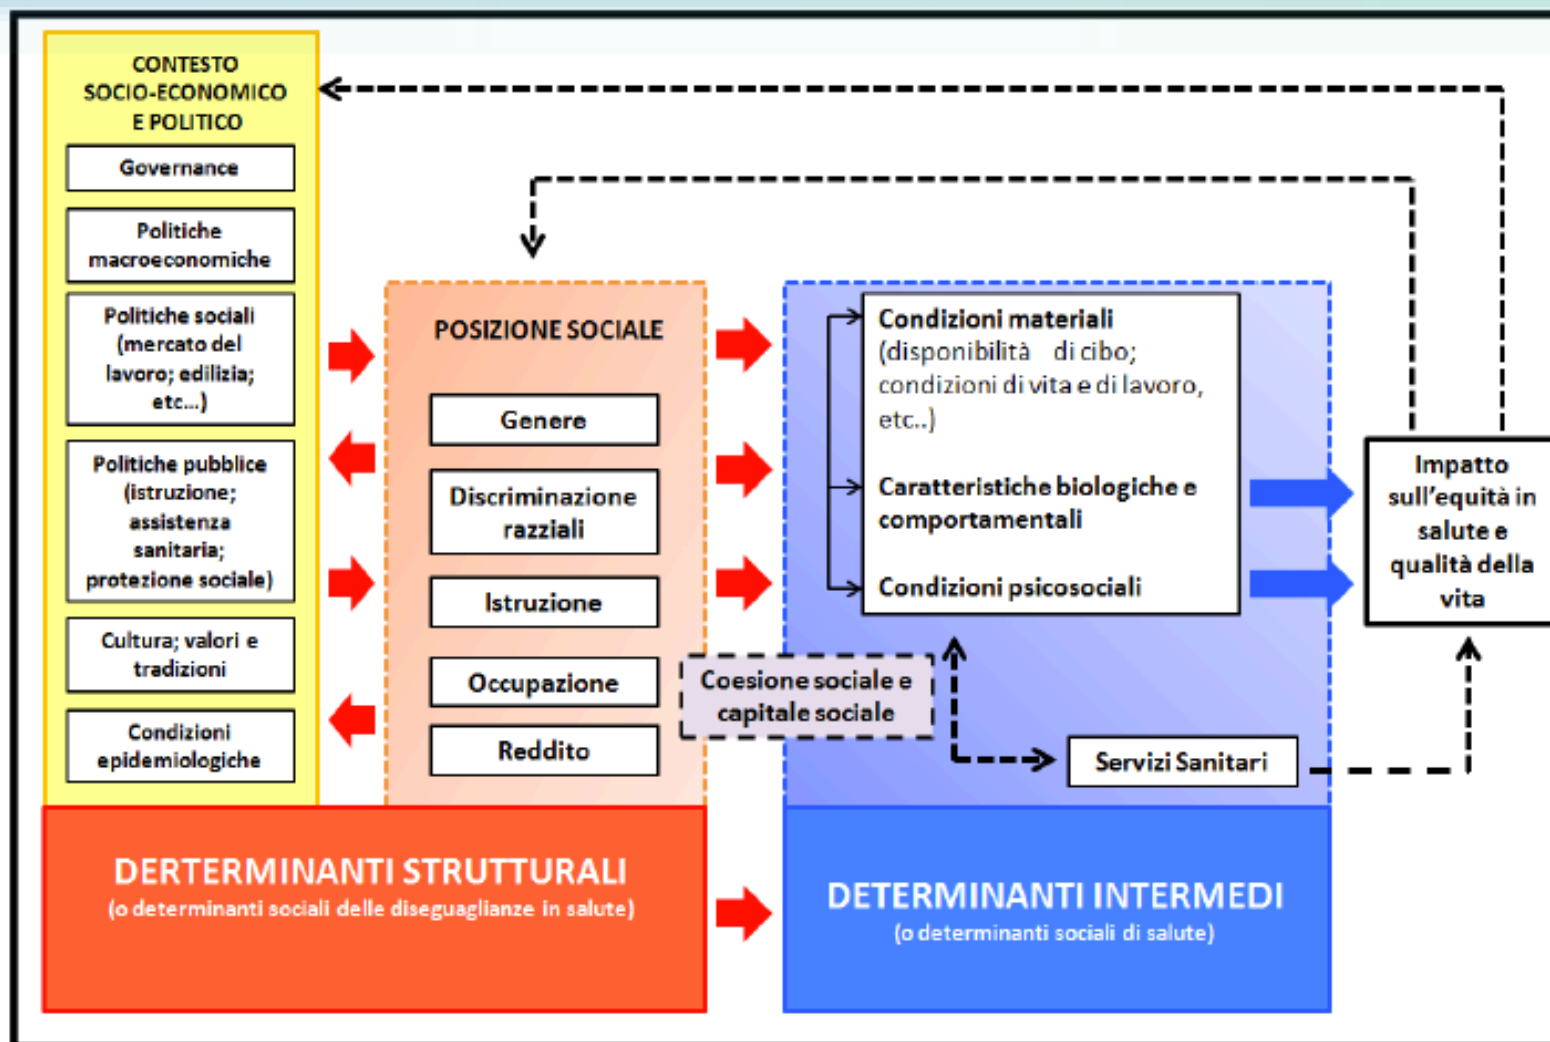 CONTESTO
SOCIO-ECONOMICO
E POLITICO
Governance
Politiche
macroeconomiche
Politiche sociali
(mercato del
lavoro; edilizia;
etc...)
Politiche pubblice
(istruzione;
assistenza
sanitaria;
protezione sociale)
Cultura; valori e
tradizioni
Condizioni
epidemiologiche
POSIZIONE SOCIALE
Genere
Discriminazione
razziali
Istruzione
Occupazione
Reddito
Coesione sociale e
capitale sociale
Condizioni materiali
(disponibilità di cibo;
condizioni di vita e di lavoro,
etc..)
Caratteristiche biologiche e
comportamentali
Condizioni psicosociali
Servizi Sanitari
Impatto
sull'equità in
salute e
qualità della
vita
DERTERMINANTI STRUTTURALI
(o determinanti sociali delle diseguaglianze in salute)
DETERMINANTI INTERMEDI
(o determinanti sociali di salute)